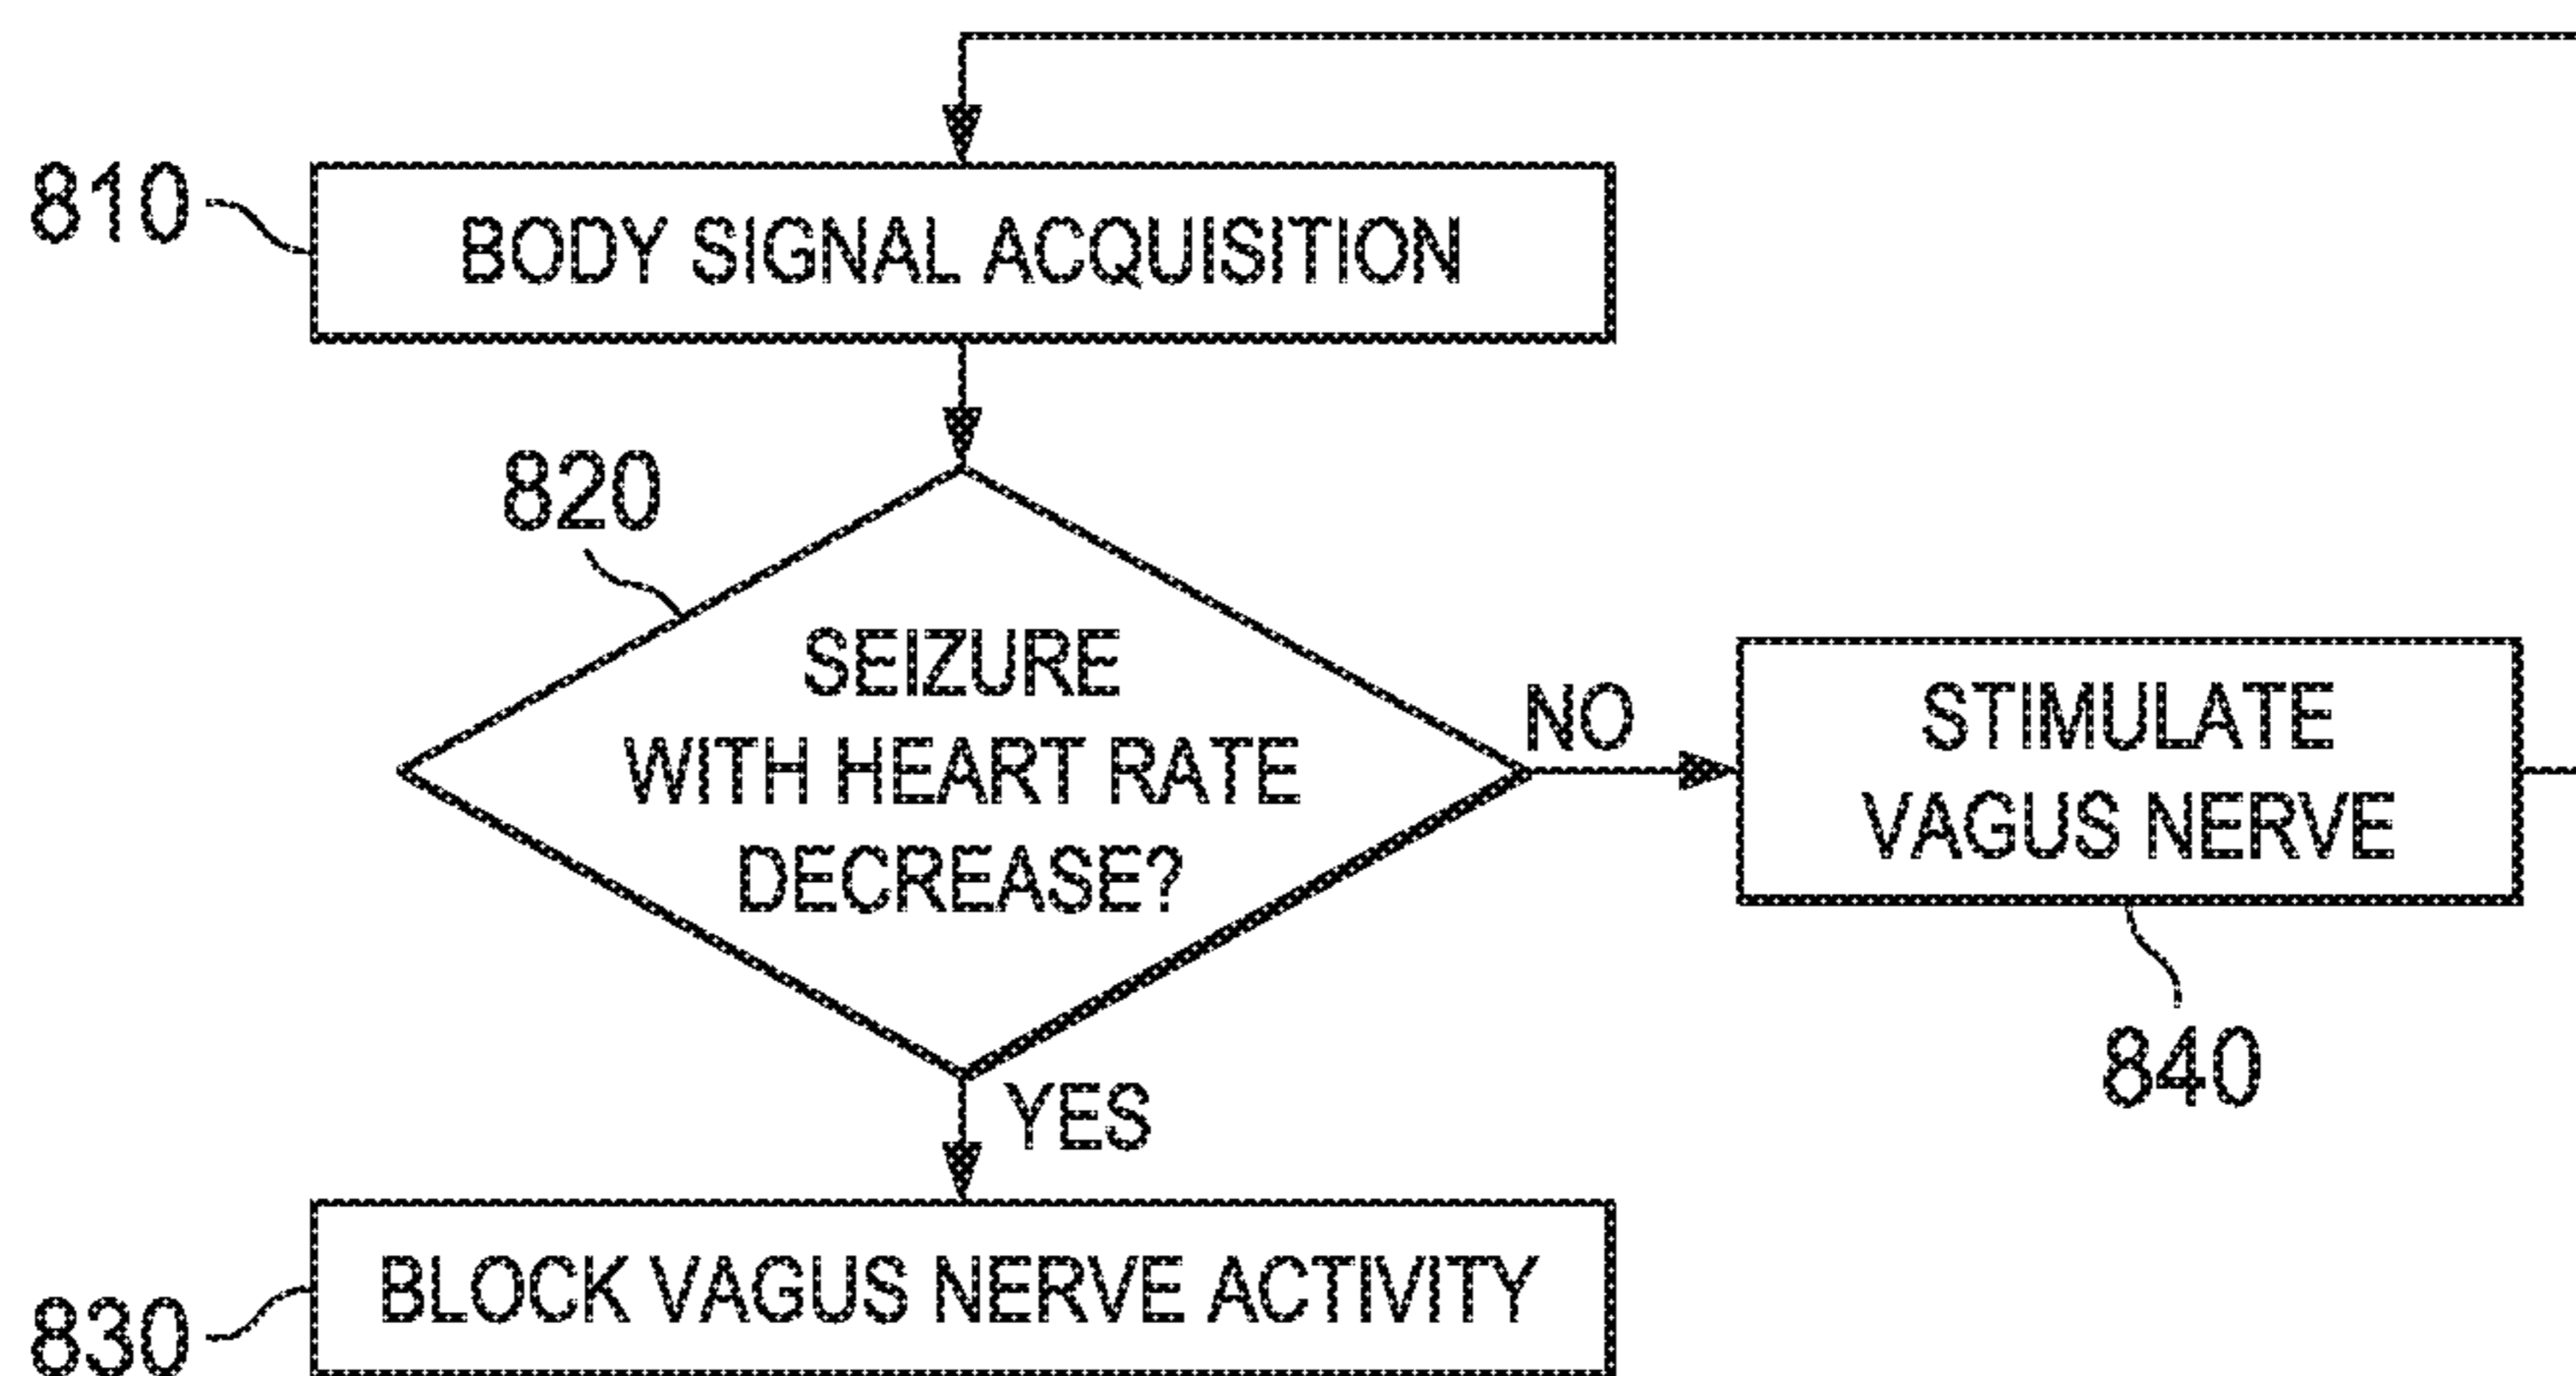 810
BODY SIGNAL ACQUISITION
820
SEIZURE
WITH HEART RATE
DECREASE?
NO
STIMULATE
VAGUS NERVE
840
YES
830
BLOCK VAGUS NERVE ACTIVITY